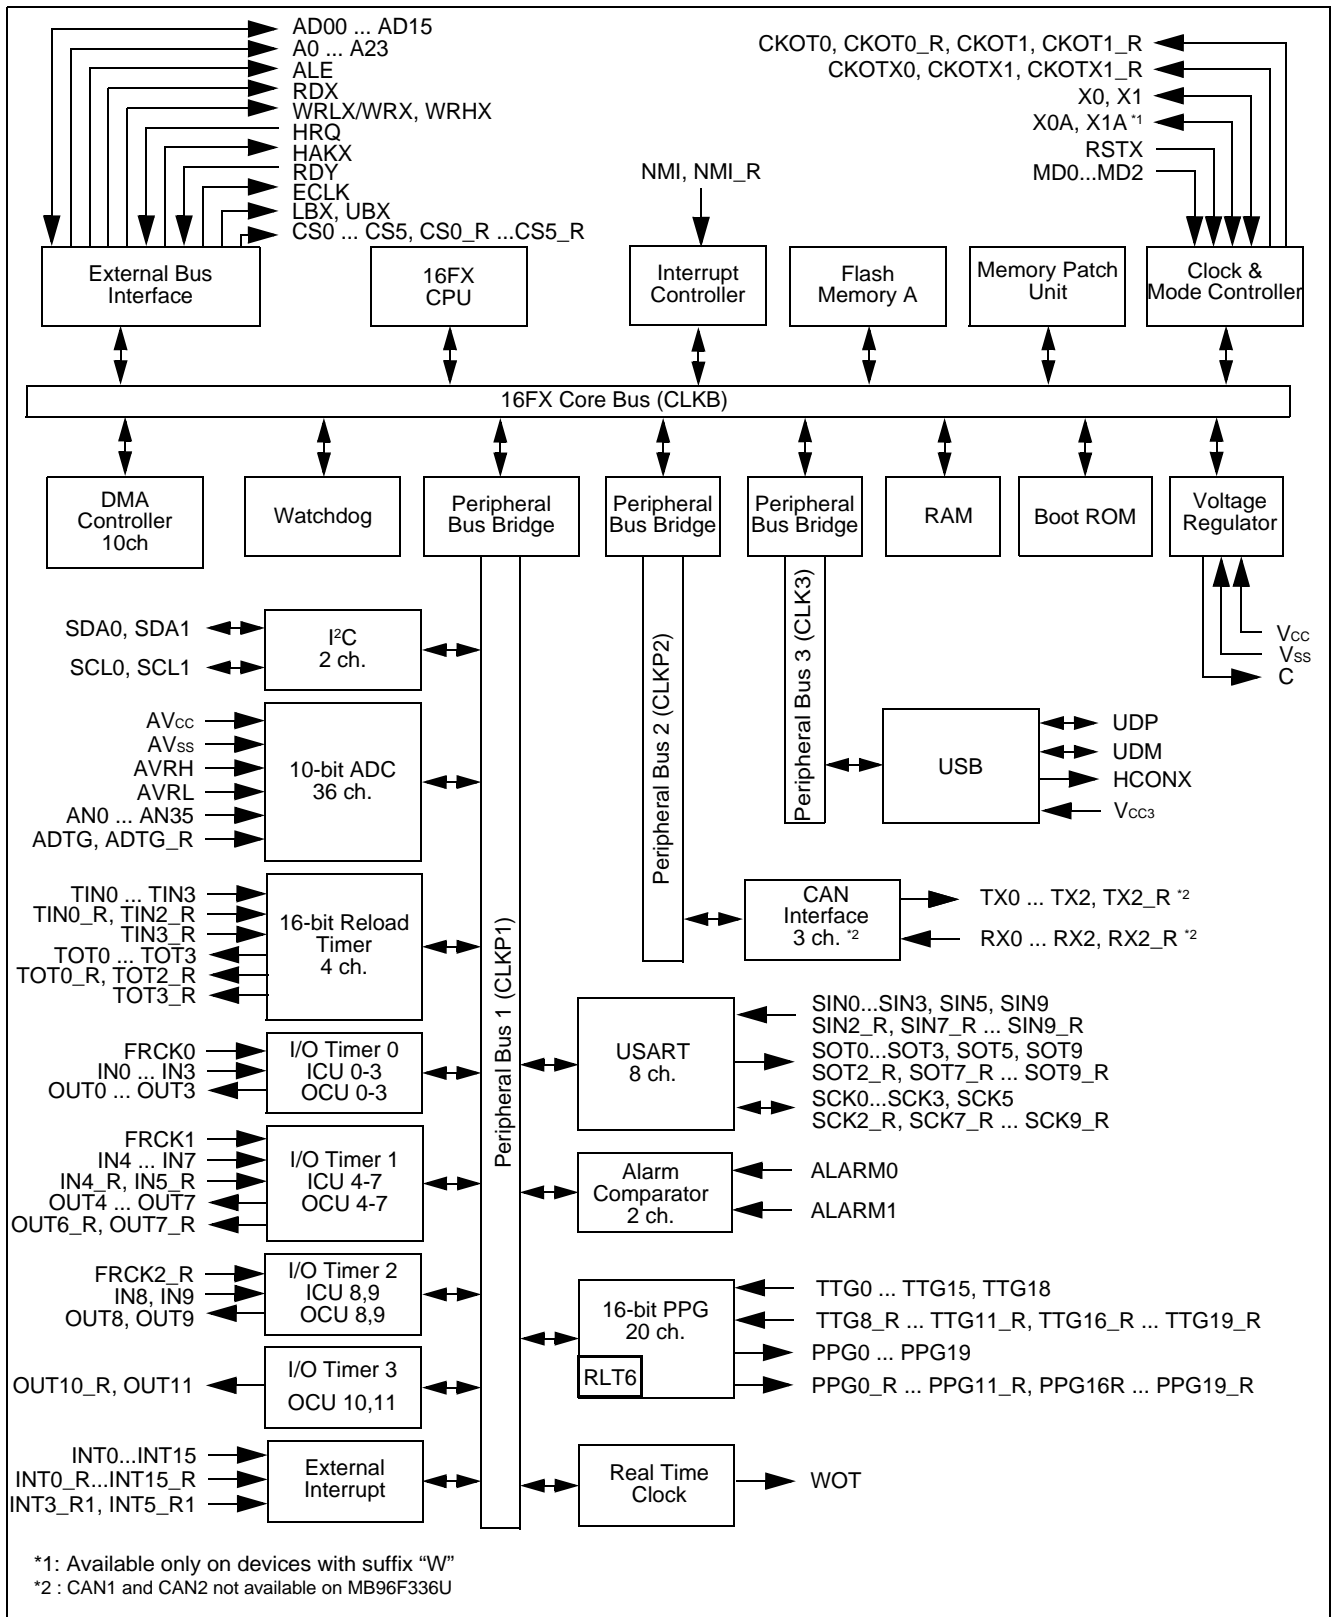 AD00 ... AD15
A0 ... A23
ALE
RDX
WRLX/WRX, WRHX
HRQ
HAKX
RDY
ECLK
LBX, UBX
CS0 ... CS5, CS0_R ...CS5_R
NMI, NMI_R
CKOT0, CKOT0_R, CKOT1, CKOT1_R
CKOTX0, CKOTX1, CKOTX1_R
X0, X1
X0A, X1A *1
RSTX
MD0...MD2
External Bus
Interface
16FX
CPU
Interrupt
Controller
Flash
Memory A
Memory Patch
Unit
Clock &
Mode Controller
16FX Core Bus (CLKB)
DMA
Controller
10ch
Watchdog
Peripheral
Bus Bridge
Peripheral
Bus Bridge
Peripheral
Bus Bridge
RAM
Boot ROM
Voltage
Regulator
Vcc
Vss
C
Peripheral Bus 1 (CLKP1)
Peripheral Bus 2 (CLKP2)
Peripheral Bus 3 (CLK3)
SDA0, SDA1
SCL0, SCL1
I²C
2 ch.
AVcc
AVss
AVRH
AVRL
AN0 ... AN35
ADTG, ADTG_R
10-bit ADC
36 ch.
TIN0 ... TIN3
TIN0_R, TIN2_R
TIN3_R
TOT0 ... TOT3
TOT0_R, TOT2_R
TOT3_R
16-bit Reload
Timer
4 ch.
FRCK0
IN0 ... IN3
OUT0 ... OUT3
I/O Timer 0
ICU 0-3
OCU 0-3
FRCK1
IN4 ... IN7
IN4_R, IN5_R
OUT4 ... OUT7
OUT6_R, OUT7_R
I/O Timer 1
ICU 4-7
OCU 4-7
FRCK2_R
IN8, IN9
OUT8, OUT9
I/O Timer 2
ICU 8,9
OCU 8,9
OUT10_R, OUT11
I/O Timer 3
OCU 10,11
INT0...INT15
INT0_R...INT15_R
INT3_R1, INT5_R1
External
Interrupt
USB
UDP
UDM
HCONX
Vcc3
CAN
Interface
3 ch. *2
TX0 ... TX2, TX2_R *2
RX0 ... RX2, RX2_R *2
USART
8 ch.
SIN0...SIN3, SIN5, SIN9
SIN2_R, SIN7_R ... SIN9_R
SOT0...SOT3, SOT5, SOT9
SOT2_R, SOT7_R ... SOT9_R
SCK0...SCK3, SCK5
SCK2_R, SCK7_R ... SCK9_R
Alarm
Comparator
2 ch.
ALARM0
ALARM1
16-bit PPG
20 ch.
RLT6
TTG0 ... TTG15, TTG18
TTG8_R ... TTG11_R, TTG16_R ... TTG19_R
PPG0 ... PPG19
PPG0_R ... PPG11_R, PPG16R ... PPG19_R
Real Time
Clock
WOT
*1: Available only on devices with suffix “W”
*2 : CAN1 and CAN2 not available on MB96F336U